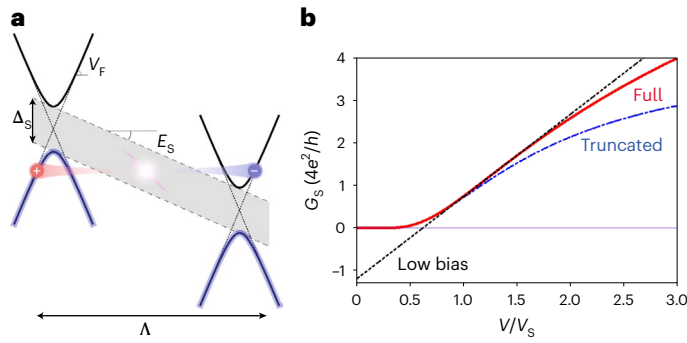 a
V_F
Δ_S
E_S
+
−
Λ
b
G_S (4e²/h)
4
3
2
1
0
−1
Full
Truncated
Low bias
0 0.5 1.0 1.5 2.0 2.5 3.0
V/V_S